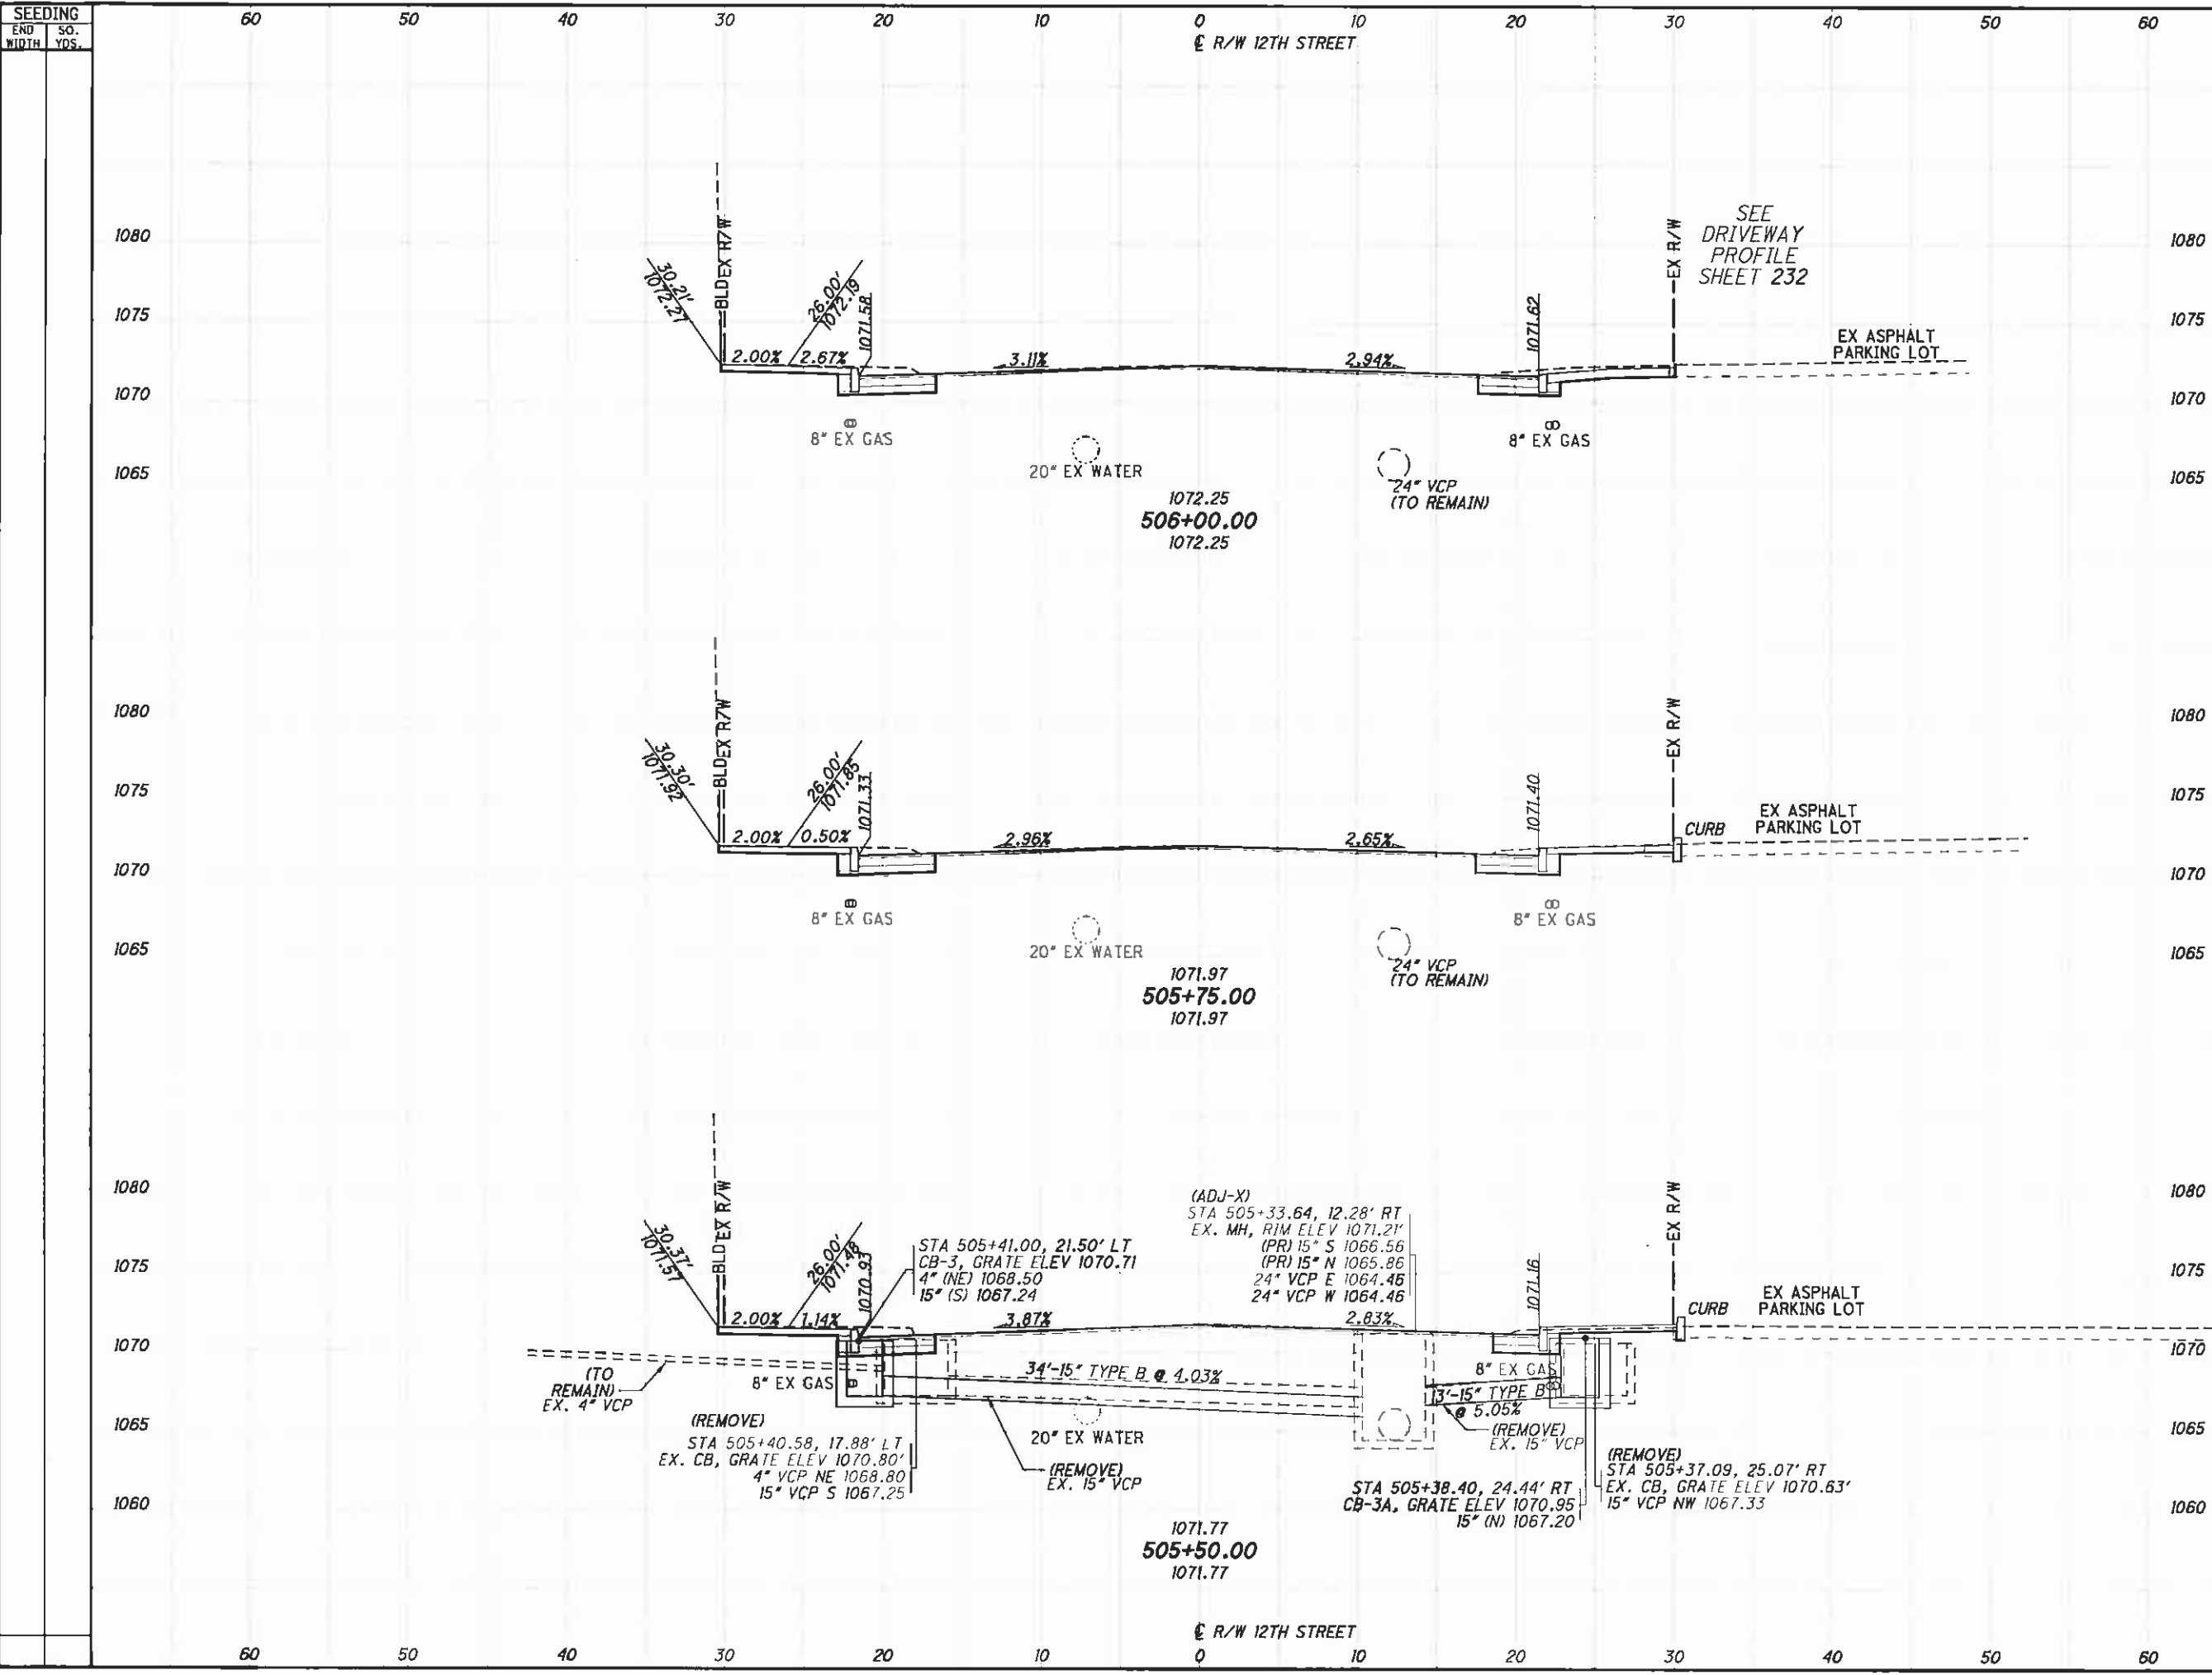 SEEDING
END WIDTH
SO. YDS.
60 50 40 30 20 10 0 10 20 30 40 50 60
℄ R/W 12TH STREET
1080
1075
1070
1065
BLD
EX R/W
30.21'
1072.27
26.00'
1072.19
1071.58
2.00%
2.67%
3.11%
2.94%
1071.62
EX R/W
SEE
DRIVEWAY
PROFILE
SHEET 232
EX ASPHALT
PARKING LOT
8" EX GAS
20" EX WATER
24" VCP
(TO REMAIN)
8" EX GAS
1080
1075
1070
1065
1072.25
506+00.00
1072.25
1080
1075
1070
1065
BLD
EX R/W
30.30'
1071.92
26.00'
1071.85
1071.33
2.00%
0.50%
2.96%
2.65%
1071.40
EX R/W
CURB
EX ASPHALT
PARKING LOT
8" EX GAS
20" EX WATER
24" VCP
(TO REMAIN)
8" EX GAS
1080
1075
1070
1065
1071.97
505+75.00
1071.97
1080
1075
1070
1065
1060
BLD
EX R/W
30.37'
1071.57
26.00'
1071.48
1070.93
2.00%
1.14%
3.87%
2.83%
STA 505+41.00, 21.50' LT
CB-3, GRATE ELEV 1070.71
4" (NE) 1068.50
15" (S) 1067.24
(ADJ-X)
STA 505+33.64, 12.28' RT
EX. MH, RIM ELEV 1071.21'
(PR) 15" S 1066.56
(PR) 15" N 1065.86
24" VCP E 1064.46
24" VCP W 1064.46
1071.16
EX R/W
CURB
EX ASPHALT
PARKING LOT
(TO
REMAIN)
EX. 4" VCP
8" EX GAS
34'-15" TYPE B @ 4.03%
8" EX GAS
13'-15" TYPE B
@ 5.05%
(REMOVE)
EX. 15" VCP
(REMOVE)
STA 505+40.58, 17.88' LT
EX. CB, GRATE ELEV 1070.80'
4" VCP NE 1068.80
15" VCP S 1067.25
20" EX WATER
(REMOVE)
EX. 15" VCP
STA 505+38.40, 24.44' RT
CB-3A, GRATE ELEV 1070.95
15" (N) 1067.20
(REMOVE)
STA 505+37.09, 25.07' RT
EX. CB, GRATE ELEV 1070.63'
15" VCP NW 1067.33
1080
1075
1070
1065
1060
1071.77
505+50.00
1071.77
℄ R/W 12TH STREET
60 50 40 30 20 10 0 10 20 30 40 50 60